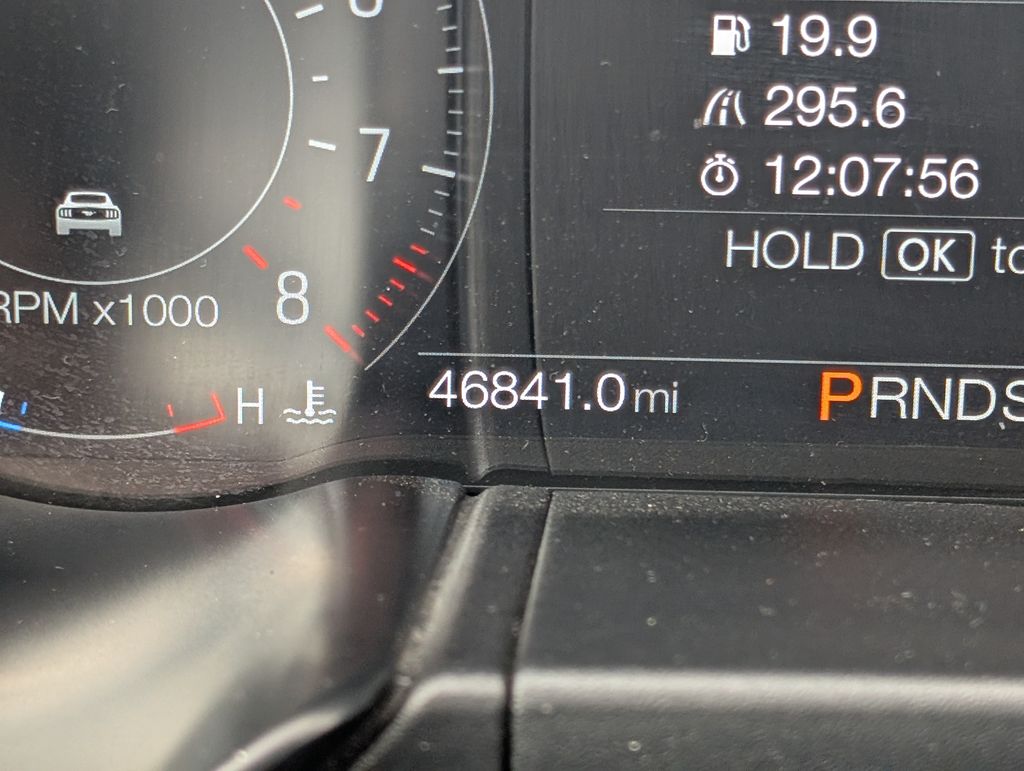 19.9
295.6
7
12:07:56
HOLD OK
8
RPM x1000
46841.0 mi
PRNDS
H